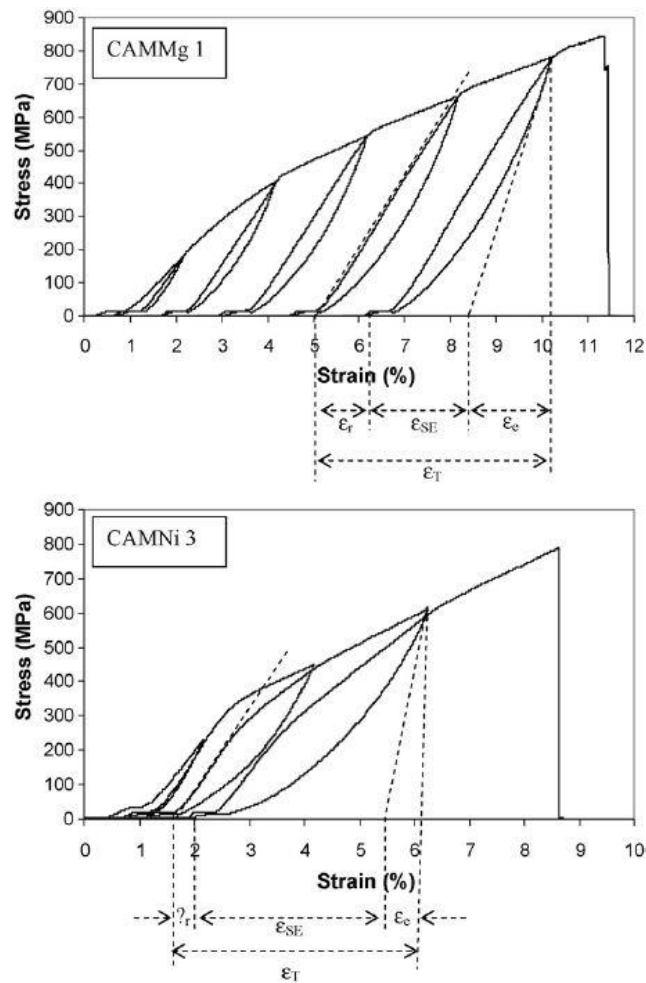 CAMMg 1
Stress (MPa)
900
800
700
600
500
400
300
200
100
0
0 1 2 3 4 5 6 7 8 9 10 11 12
Strain (%)
εr εSE εe
εT
CAMNi 3
Stress (MPa)
900
800
700
600
500
400
300
200
100
0
0 1 2 3 4 5 6 7 8 9 10
Strain (%)
?r εSE εe
εT